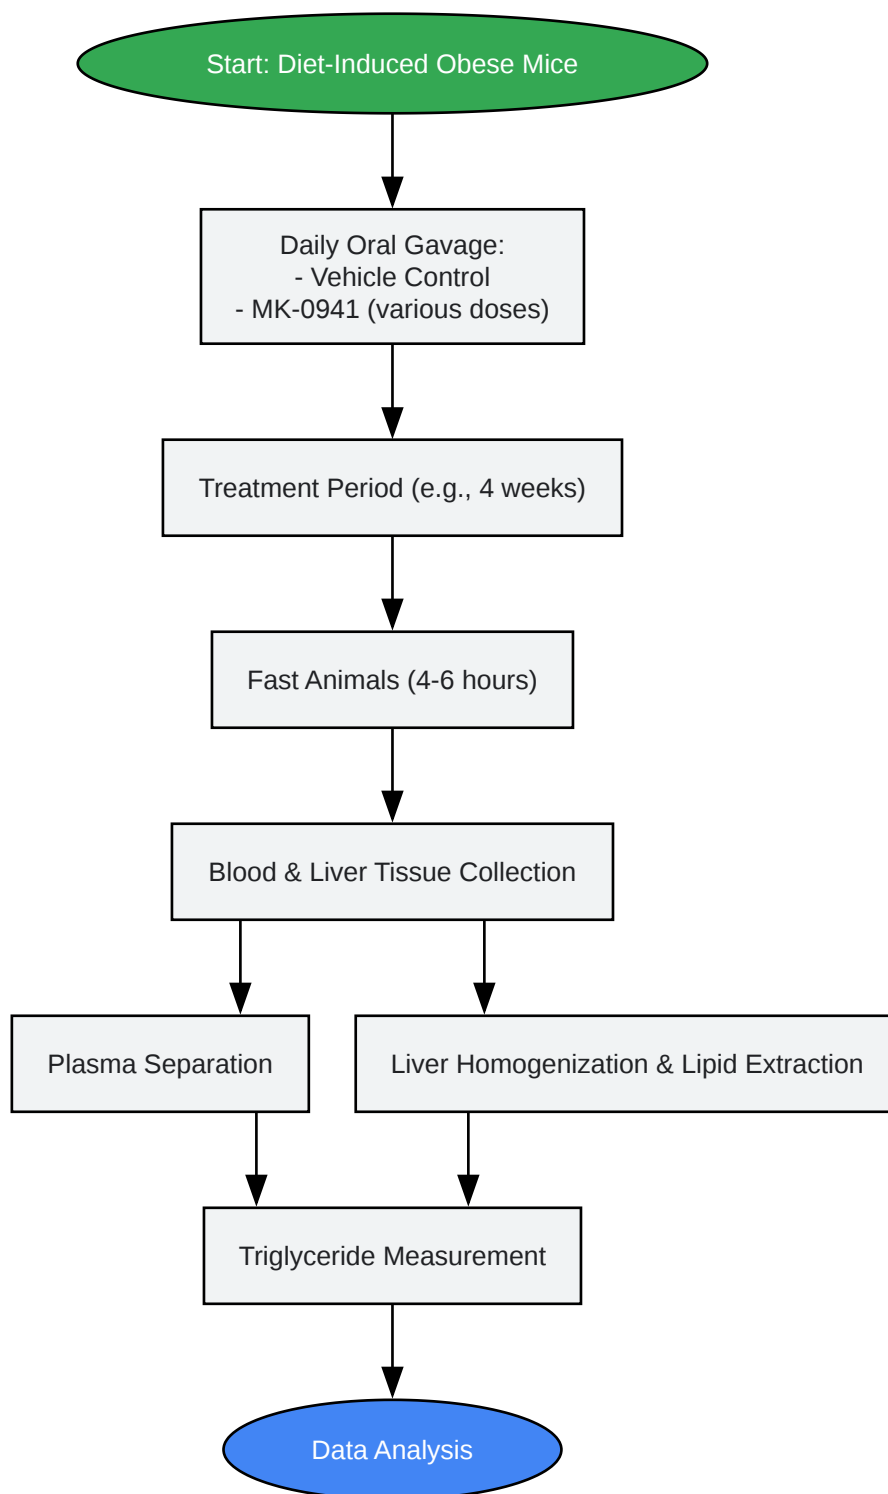 Start: Diet-Induced Obese Mice
Daily Oral Gavage:
- Vehicle Control
- MK-0941 (various doses)
Treatment Period (e.g., 4 weeks)
Fast Animals (4-6 hours)
Blood & Liver Tissue Collection
Plasma Separation
Liver Homogenization & Lipid Extraction
Triglyceride Measurement
Data Analysis